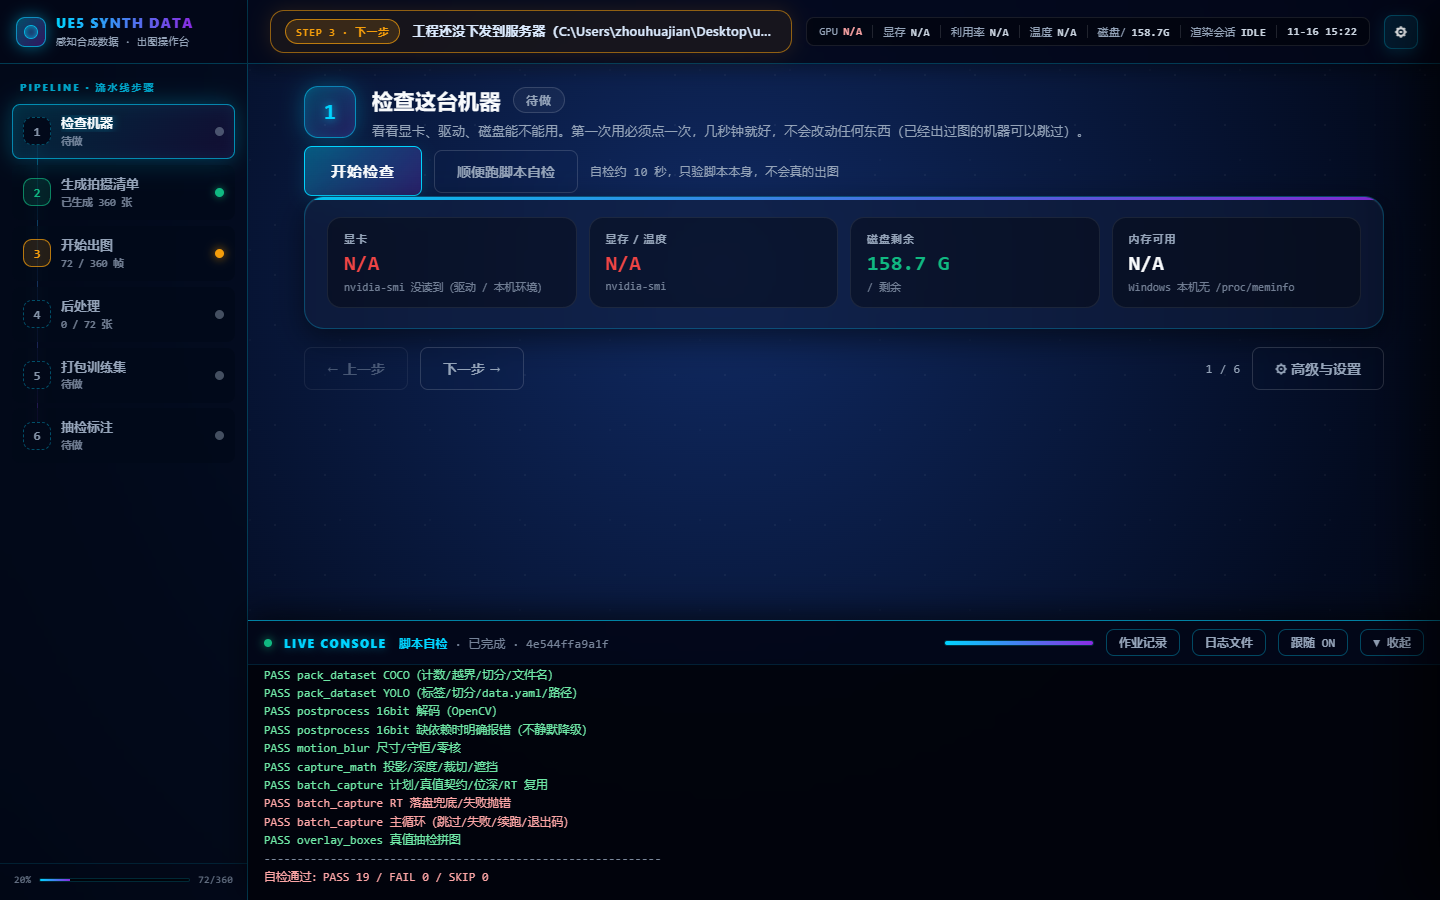 UE5 SYNTH DATA
感知合成数据 · 出图操作台
STEP 3 · 下一步
工程还没下发到服务器 (C:\Users\zhouhuajian\Desktop\u...
GPU N/A
显存 N/A
利用率 N/A
温度 N/A
磁盘/ 158.7G
渲染会话 IDLE
11-16 15:22
PIPELINE · 流水线步骤
1
检查机器
待做
2
生成拍摄清单
已生成 360 张
3
开始出图
72 / 360 帧
4
后处理
0 / 72 张
5
打包训练集
待做
6
抽检标注
待做
20%
72/360
1
检查这台机器
待做
看看显卡、驱动、磁盘能不能用。第一次用必须点一次，几秒钟就好，不会改动任何东西（已经出过图的机器可以跳过）。
开始检查
顺便跑脚本自检
自检约 10 秒，只验脚本本身，不会真的出图
显卡
N/A
nvidia-smi 没读到（驱动 / 本机环境）
显存 / 温度
N/A
nvidia-smi
磁盘剩余
158.7 G
/ 剩余
内存可用
N/A
Windows 本机无 /proc/meminfo
← 上一步
下一步 →
1 / 6
⚙ 高级与设置
LIVE CONSOLE
脚本自检 · 已完成 · 4e544ffa9a1f
作业记录
日志文件
跟随 ON
▼ 收起
PASS pack_dataset COCO（计数/越界/切分/文件名）
PASS pack_dataset YOLO（标签/切分/data.yaml/路径）
PASS postprocess 16bit 解码（OpenCV）
PASS postprocess 16bit 缺依赖时明确报错（不静默降级）
PASS motion_blur 尺寸/守恒/零核
PASS capture_math 投影/深度/裁切/遮挡
PASS batch_capture 计划/真值契约/位深/RT 复用
PASS batch_capture RT 落盘兜底/失败抛错
PASS batch_capture 主循环（跳过/失败/续跑/退出码）
PASS overlay_boxes 真值抽检拼图
------------------------------------------------------------
自检通过: PASS 19 / FAIL 0 / SKIP 0